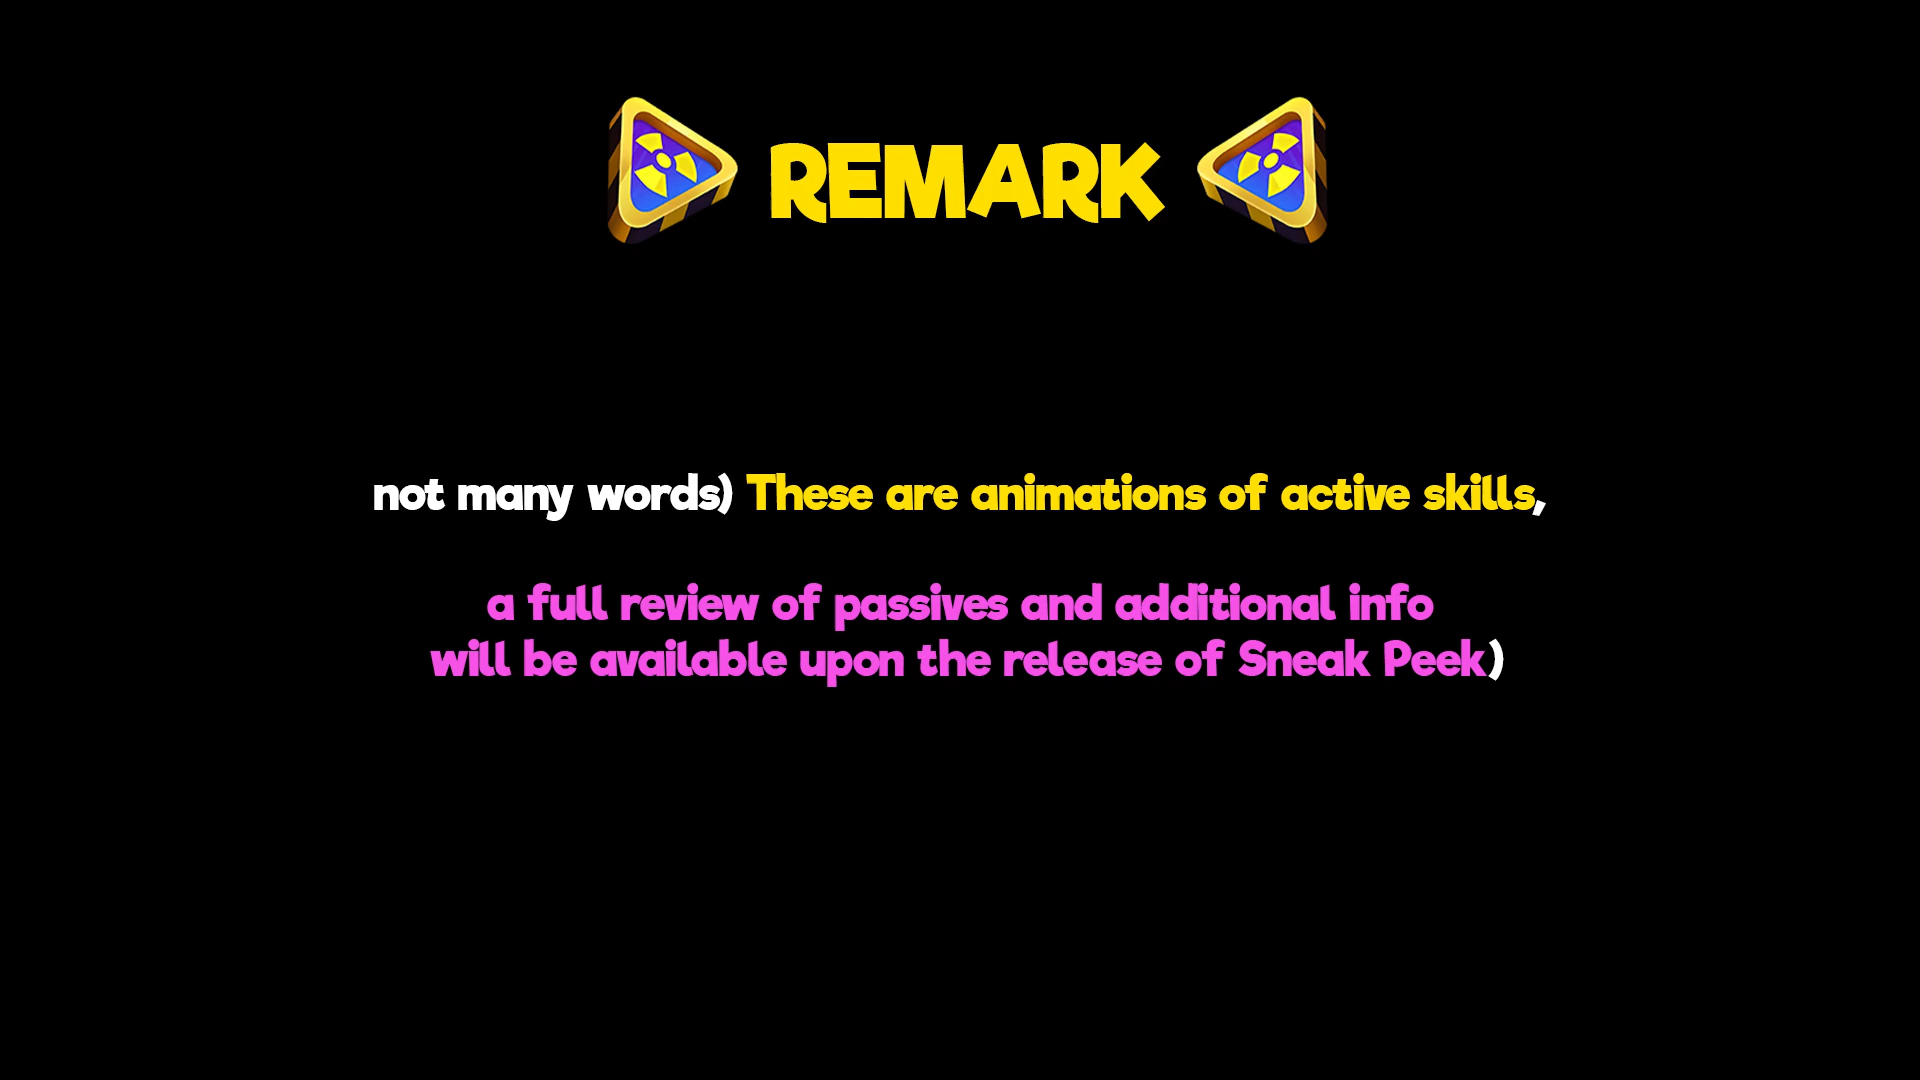 REMARK
not many words) These are animations of active skills,
a full review of passives and additional info
will be available upon the release of Sneak Peek)